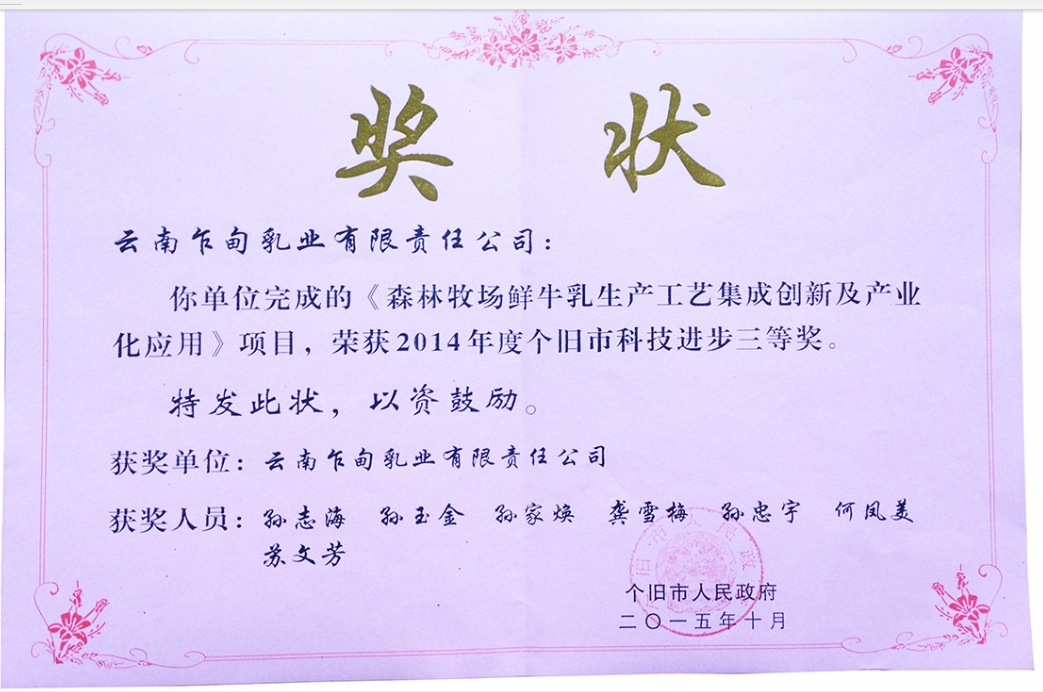 奖 状
云南乍甸乳业有限责任公司：
你单位完成的《森林牧场鲜牛乳生产工艺集成创新及产业
化应用》项目，荣获2014年度个旧市科技进步三等奖。
特发此状，以资鼓励。
获奖单位：云南乍甸乳业有限责任公司
获奖人员：孙志海 孙玉金 孙家焕 龚雪梅 孙忠宇 何凤美
苏文芳
个旧市人民政府
二〇一五年十月